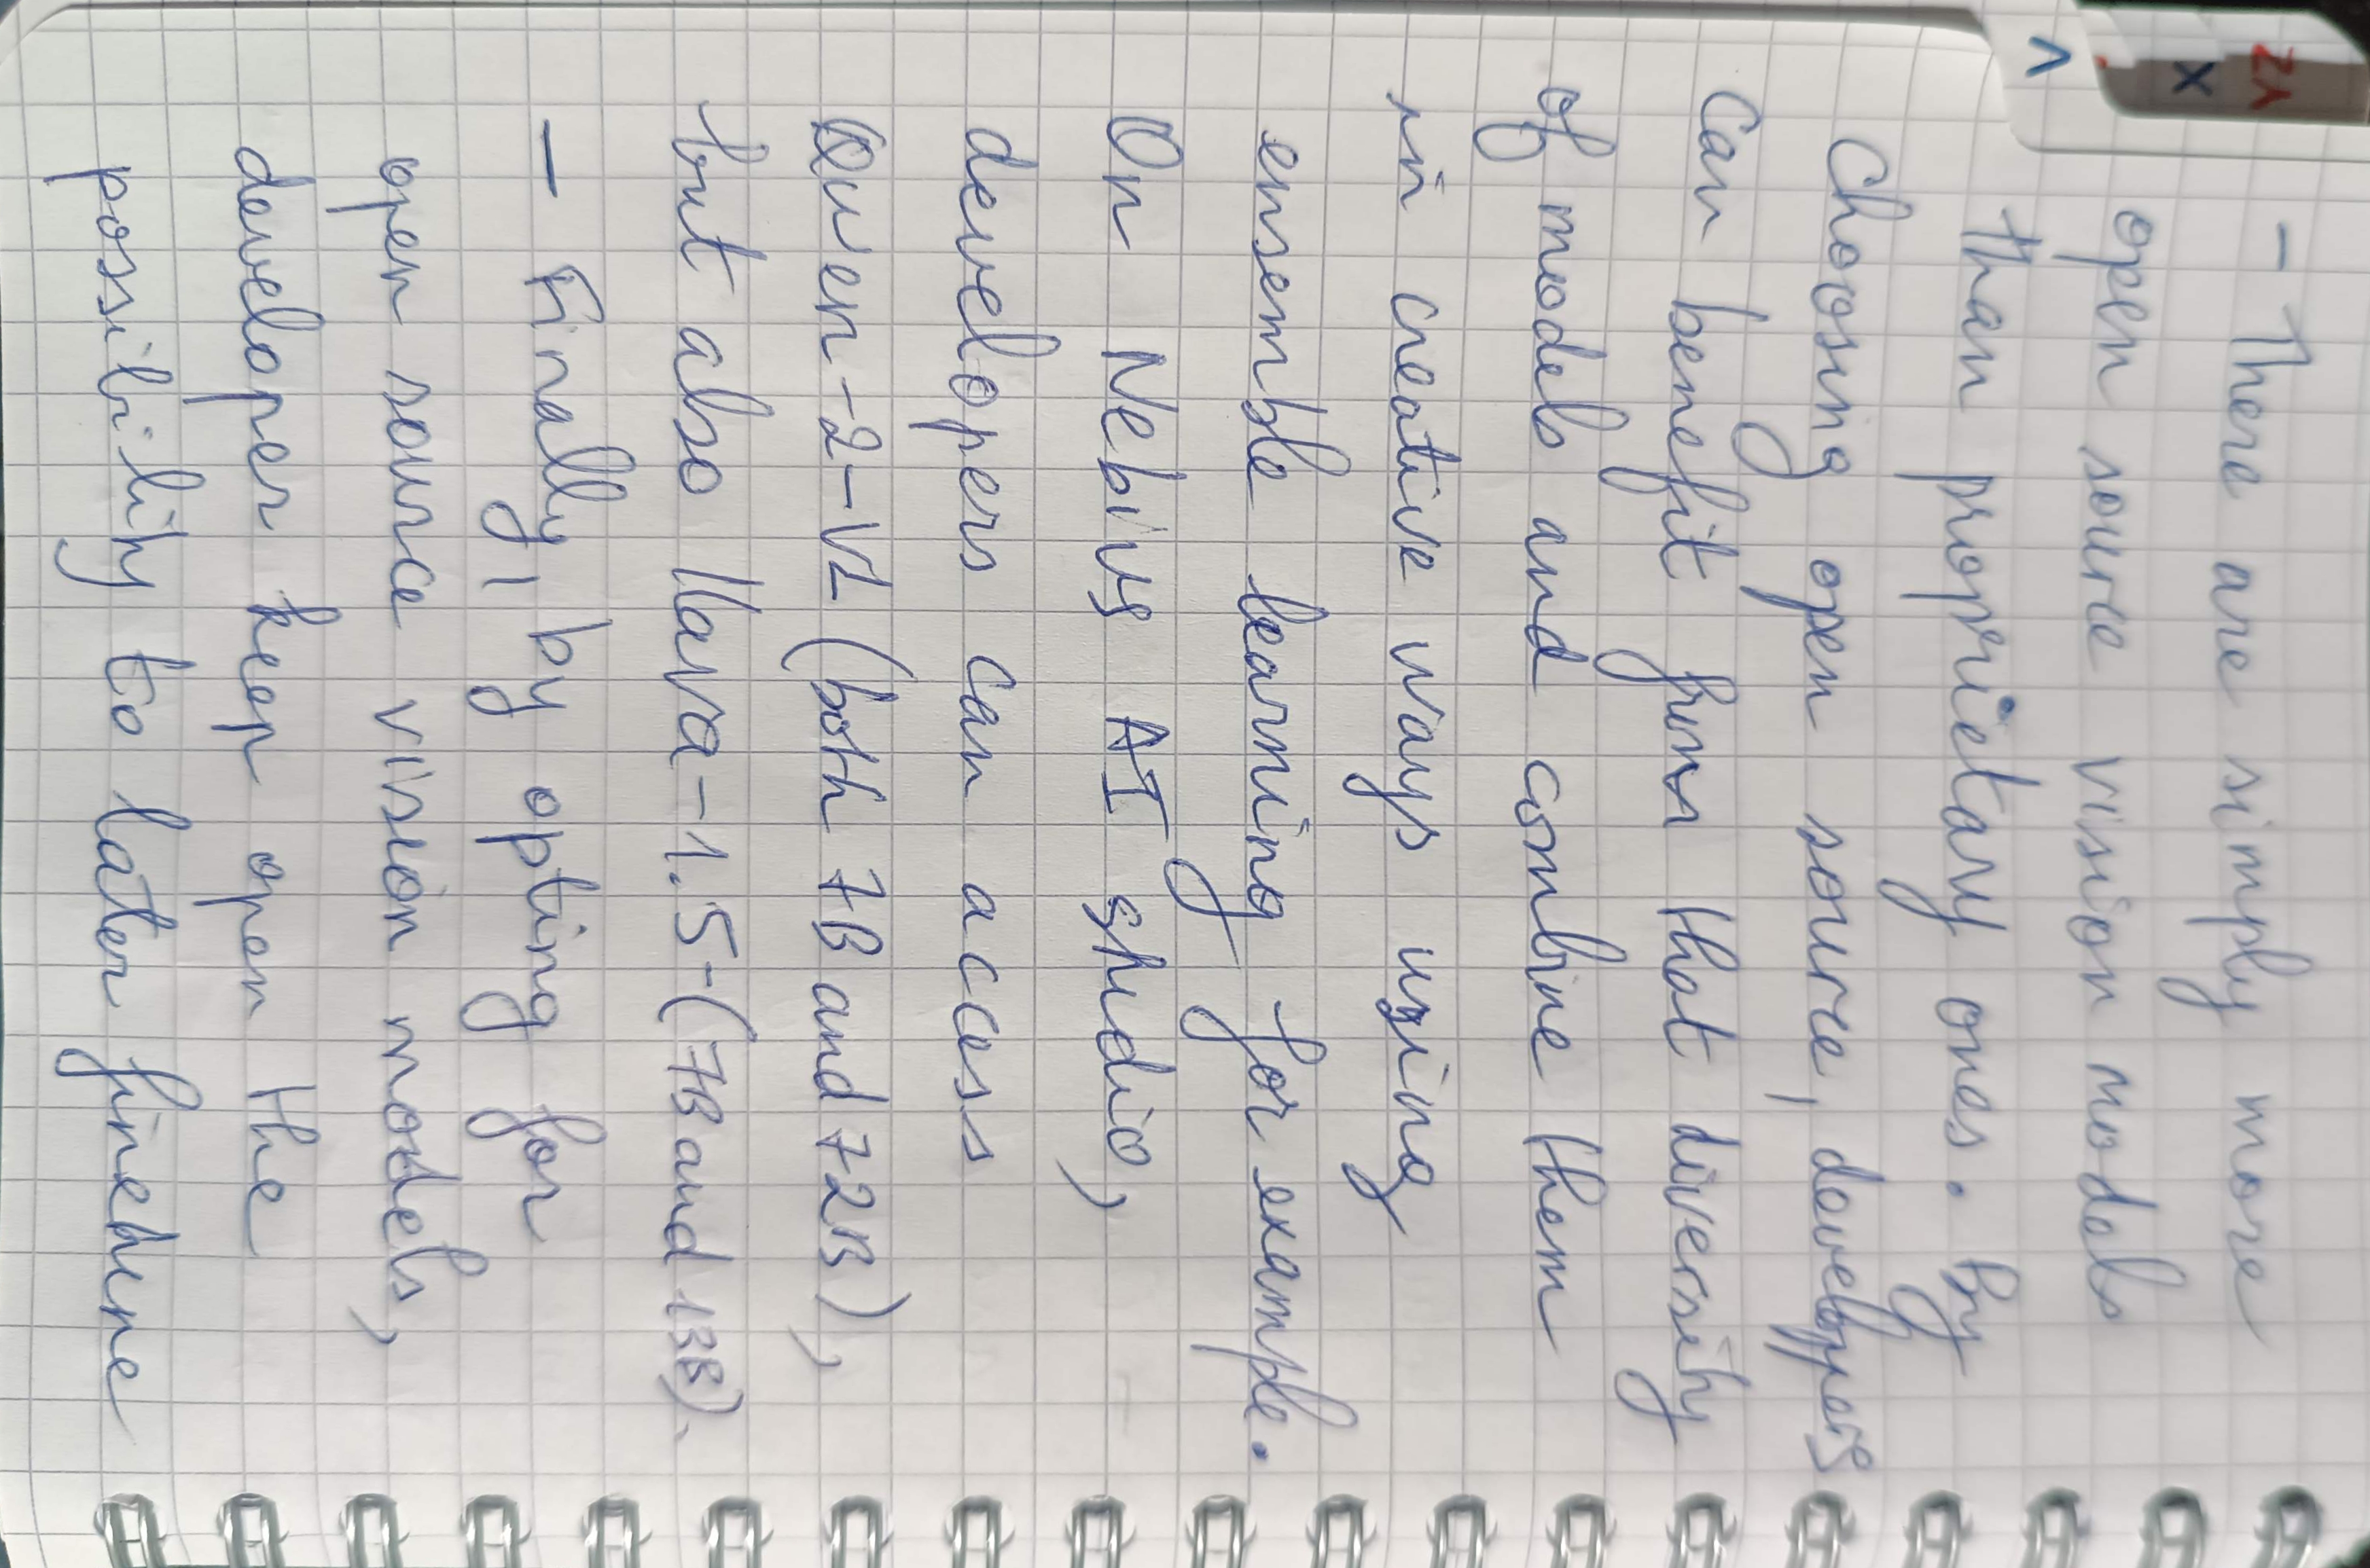 - There are simply more
open source vision models
than proprietary ones. By
Choosing open source, developers
Can benefit from that diversity
of models and combine them
in creative ways using
ensemble learning for example.
On Nebius AI studio,
developers can access
Qwen-2-VL (both 7B and 72B),
but also llava-1.5-(7B and 13B).
- Finally, by opting for
open source vision models,
developer keep open the
possibility to later finetune